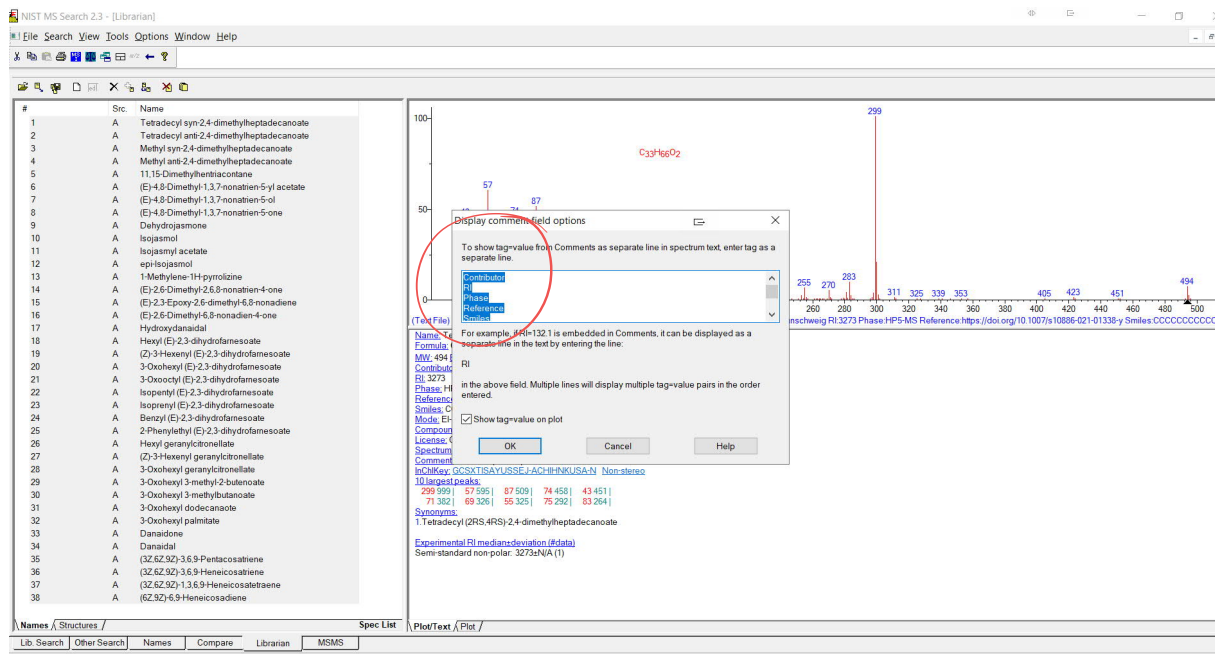 NIST MS Search 2.3 - [Librarian]
File Search View Tools Options Window Help
# Src. Name
1 A Tetradecyl syn-2,4-dimethylheptadecanoate
2 A Tetradecyl anti-2,4-dimethylheptadecanoate
3 A Methyl syn-2,4-dimethylheptadecanoate
4 A Methyl anti-2,4-dimethylheptadecanoate
5 A 11,15-Dimethylhentriacontane
6 A (E)-4,8-Dimethyl-1,3,7-nonatrien-5-yl acetate
7 A (E)-4,8-Dimethyl-1,3,7-nonatrien-5-ol
8 A (E)-4,8-Dimethyl-1,3,7-nonatrien-5-one
9 A Dehydrojasmone
10 A Isojasmol
11 A Isojasmyl acetate
12 A epi-Isojasmol
13 A 1-Methylene-1H-pyrrolizine
14 A (E)-2,6-Dimethyl-2,6,8-nonatrien-4-one
15 A (E)-2,3-Epoxy-2,6-dimethyl-6,8-nonadiene
16 A (E)-2,6-Dimethyl-6,8-nonadien-4-one
17 A Hydroxydanaidal
18 A Hexyl (E)-2,3-dihydrofarnesoate
19 A (Z)-3-Hexenyl (E)-2,3-dihydrofarnesoate
20 A 3-Oxohexyl (E)-2,3-dihydrofarnesoate
21 A 3-Oxooctyl (E)-2,3-dihydrofarnesoate
22 A Isopentyl (E)-2,3-dihydrofarnesoate
23 A Isoprenyl (E)-2,3-dihydrofarnesoate
24 A Benzyl (E)-2,3-dihydrofarnesoate
25 A 2-Phenylethyl (E)-2,3-dihydrofarnesoate
26 A Hexyl geranylcitronellate
27 A (Z)-3-Hexenyl geranylcitronellate
28 A 3-Oxohexyl geranylcitronellate
29 A 3-Oxohexyl 3-methyl-2-butenoate
30 A 3-Oxohexyl 3-methylbutanoate
31 A 3-Oxohexyl dodecanaote
32 A 3-Oxohexyl palmitate
33 A Danaidone
34 A Danaidal
35 A (3Z,6Z,9Z)-3,6,9-Pentacosatriene
36 A (3Z,6Z,9Z)-3,6,9-Heneicosatriene
37 A (3Z,6Z,9Z)-1,3,6,9-Heneicosatetraene
38 A (6Z,9Z)-6,9-Heneicosadiene
Names Structures Spec List
Lib. Search Other Search Names Compare Librarian MSMS
100
50
0
C33H66O2
57
87
299
255 270 283 311 325 339 353 405 423 451 494
260 280 300 320 340 360 380 400 420 440 460 480 500
(Text File) nschweig RI:3273 Phase:HP5-MS Reference:https://doi.org/10.1007/s10886-021-01338-y Smiles:CCCCCCCCCC
Display comment field options
To show tag=value from Comments as separate line in spectrum text, enter tag as a
separate line.
Contributor
RI
Phase
Reference
Smiles
For example, if RI=132.1 is embedded in Comments, it can be displayed as a
separate line in the text by entering the line:
RI
in the above field. Multiple lines will display multiple tag=value pairs in the order
entered.
Show tag=value on plot
OK Cancel Help
Name: Te
Formula:
MW: 494
Contributo
RI: 3273
Phase: H
Reference
Smiles: C
Mode: EI-
Compoun
License: C
Spectrum
Comment
InChIKey: GCSXTISAYUSSEJ-ACHIHNKUSA-N Non-stereo
10 largest peaks:
299 999 | 57 595 | 87 509 | 74 458 | 43 451 |
71 382 | 69 326 | 55 325 | 75 292 | 83 264 |
Synonyms:
1.Tetradecyl (2RS,4RS)-2,4-dimethylheptadecanoate
Experimental RI median±deviation (#data)
Semi-standard non-polar: 3273±N/A (1)
Plot/Text Plot